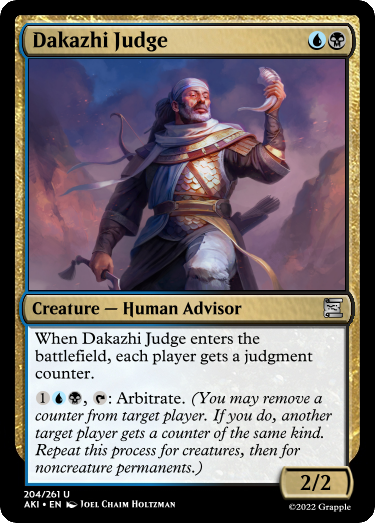 Dakazhi Judge
Creature — Human Advisor
When Dakazhi Judge enters the
battlefield, each player gets a judgment
counter.
1 U B, T: Arbitrate. (You may remove a
counter from target player. If you do, another
target player gets a counter of the same kind.
Repeat this process for creatures, then for
noncreature permanents.)
2/2
204/261 U
AKI • EN Joel Chaim Holtzman
©2022 Grapple